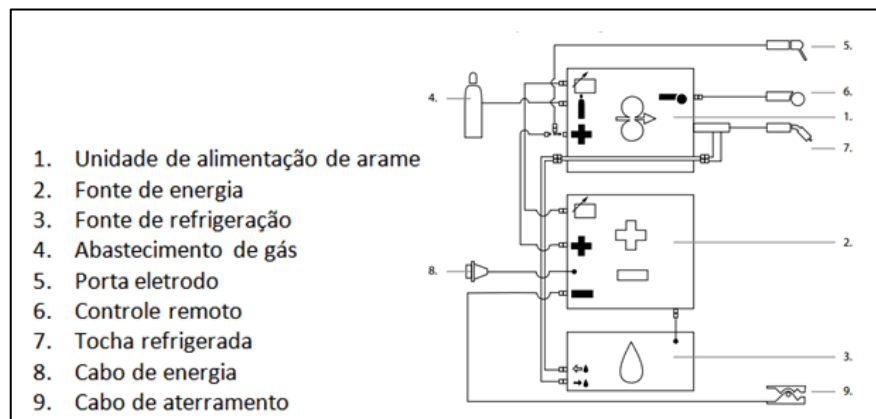 1. Unidade de alimentação de arame
2. Fonte de energia
3. Fonte de refrigeração
4. Abastecimento de gás
5. Porta eletrodo
6. Controle remoto
7. Tocha refrigerada
8. Cabo de energia
9. Cabo de aterramento
5.
4.
6.
1.
7.
2.
8.
3.
9.